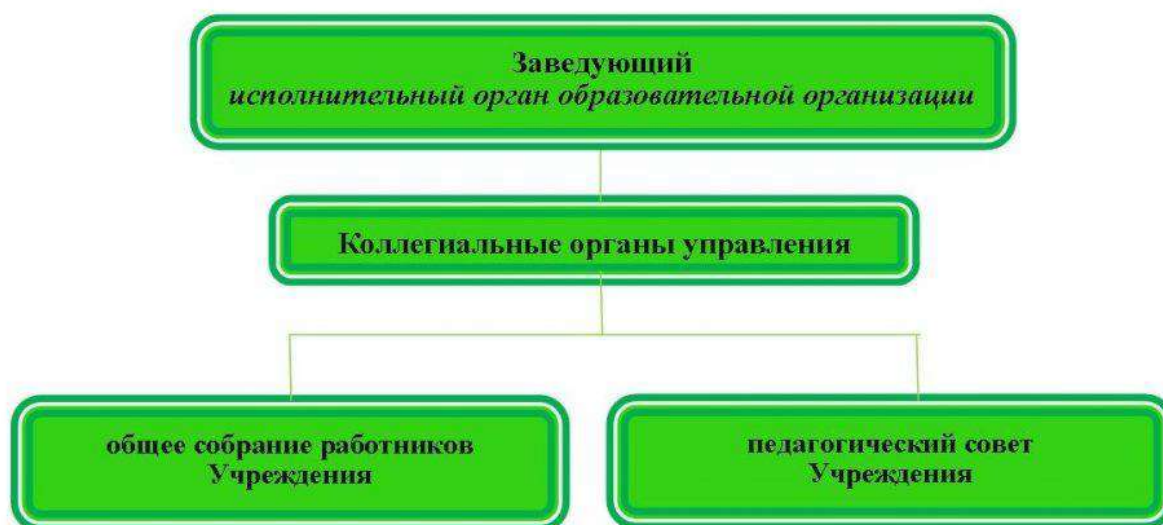 Заведующий
исполнительный орган образовательной организации
Коллегиальные органы управления
общее собрание работников
Учреждения
педагогический совет
Учреждения